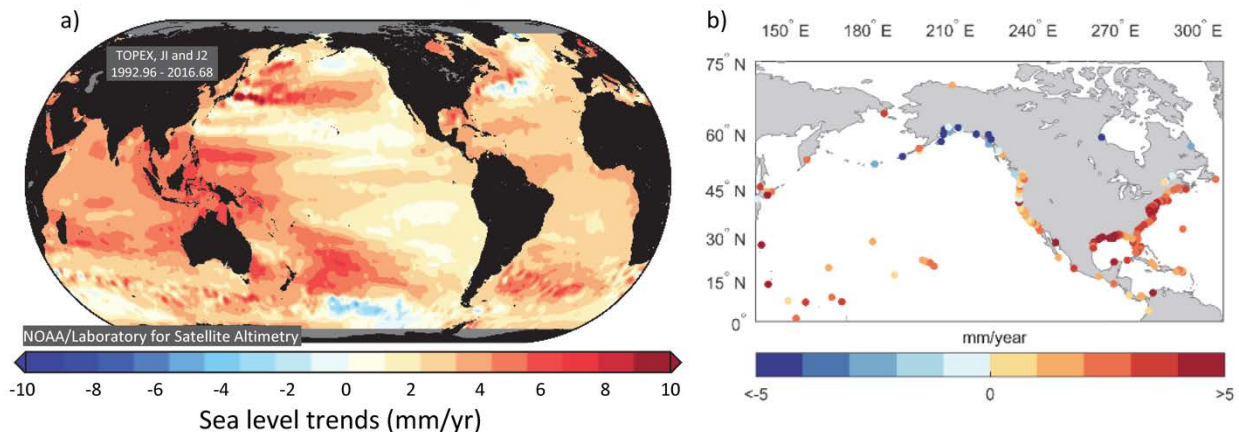 a)
TOPEX, J1 and J2
1992.96 - 2016.68
NOAA/Laboratory for Satellite Altimetry
-10 -8 -6 -4 -2 0 2 4 6 8 10
Sea level trends (mm/yr)
b)
150°E 180°E 210°E 240°E 270°E 300°E
75°N
60°N
45°N
30°N
15°N
0°
mm/year
<-5 0 >5